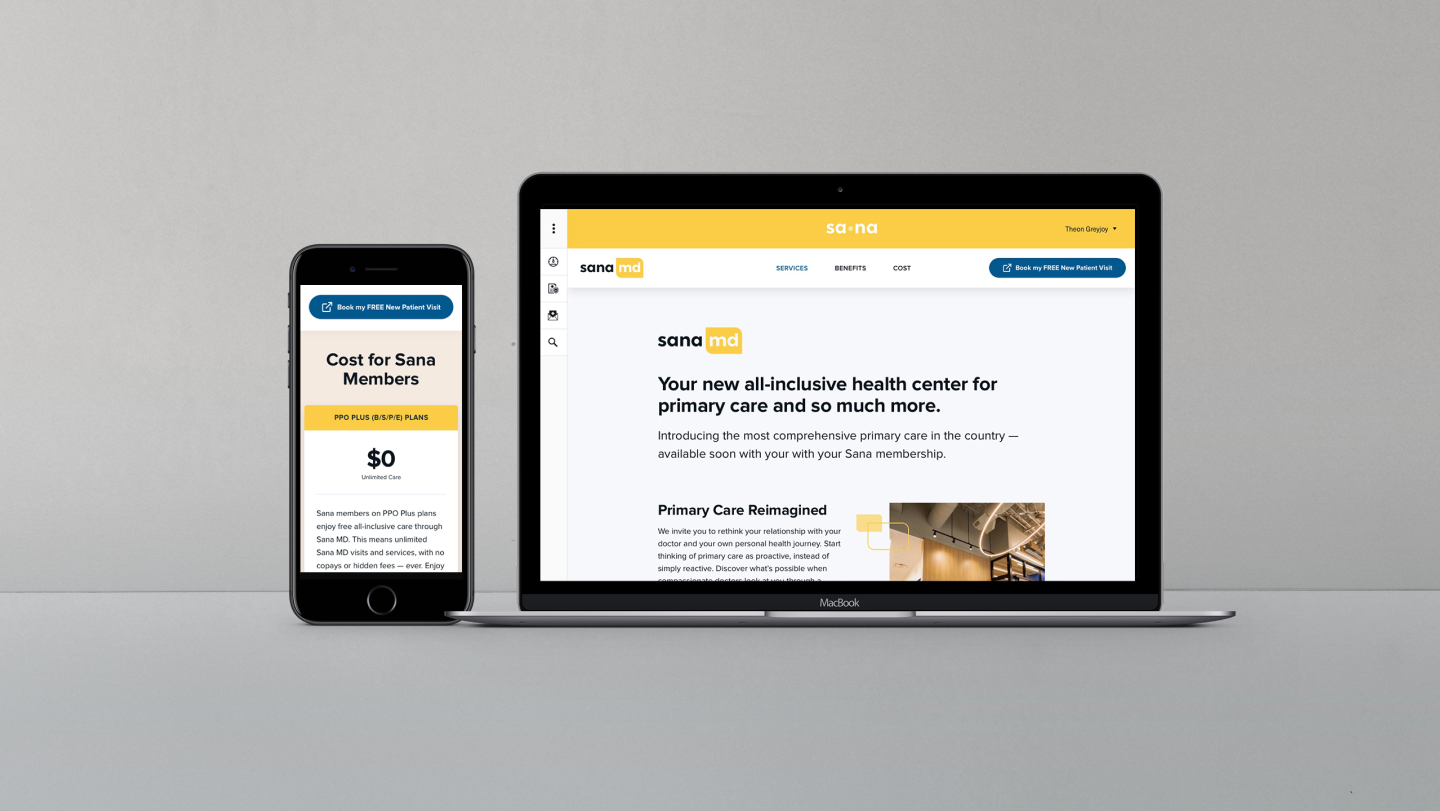 Book my FREE New Patient Visit
Cost for Sana
Members
PPO PLUS (B/S/P/E) PLANS
$0
Unlimited Care
Sana members on PPO Plus plans
enjoy free all-inclusive care through
Sana MD. This means unlimited
Sana MD visits and services, with no
copays or hidden fees — ever. Enjoy
sa•na
Theon Greyjoy
sana md
SERVICES
BENEFITS
COST
Book my FREE New Patient Visit
sana md
Your new all-inclusive health center for
primary care and so much more.
Introducing the most comprehensive primary care in the country —
available soon with your with your Sana membership.
Primary Care Reimagined
We invite you to rethink your relationship with your
doctor and your own personal health journey. Start
thinking of primary care as proactive, instead of
simply reactive. Discover what's possible when
compassionate doctors look at you through a
MacBook